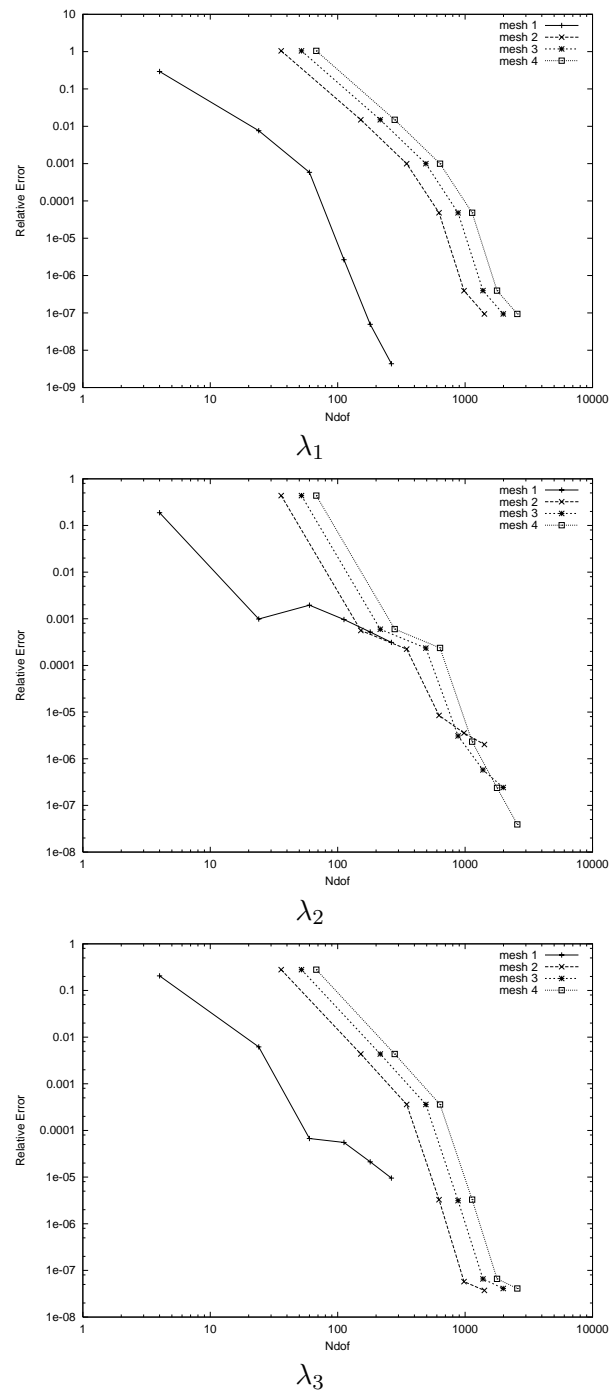 10
1
0.1
0.01
0.001
0.0001
1e-05
1e-06
1e-07
1e-08
1e-09
Relative Error
mesh 1
mesh 2
mesh 3
mesh 4
1 10 100 1000 10000
Ndof
λ1
1
0.1
0.01
0.001
0.0001
1e-05
1e-06
1e-07
1e-08
Relative Error
mesh 1
mesh 2
mesh 3
mesh 4
1 10 100 1000 10000
Ndof
λ2
1
0.1
0.01
0.001
0.0001
1e-05
1e-06
1e-07
1e-08
Relative Error
mesh 1
mesh 2
mesh 3
mesh 4
1 10 100 1000 10000
Ndof
λ3